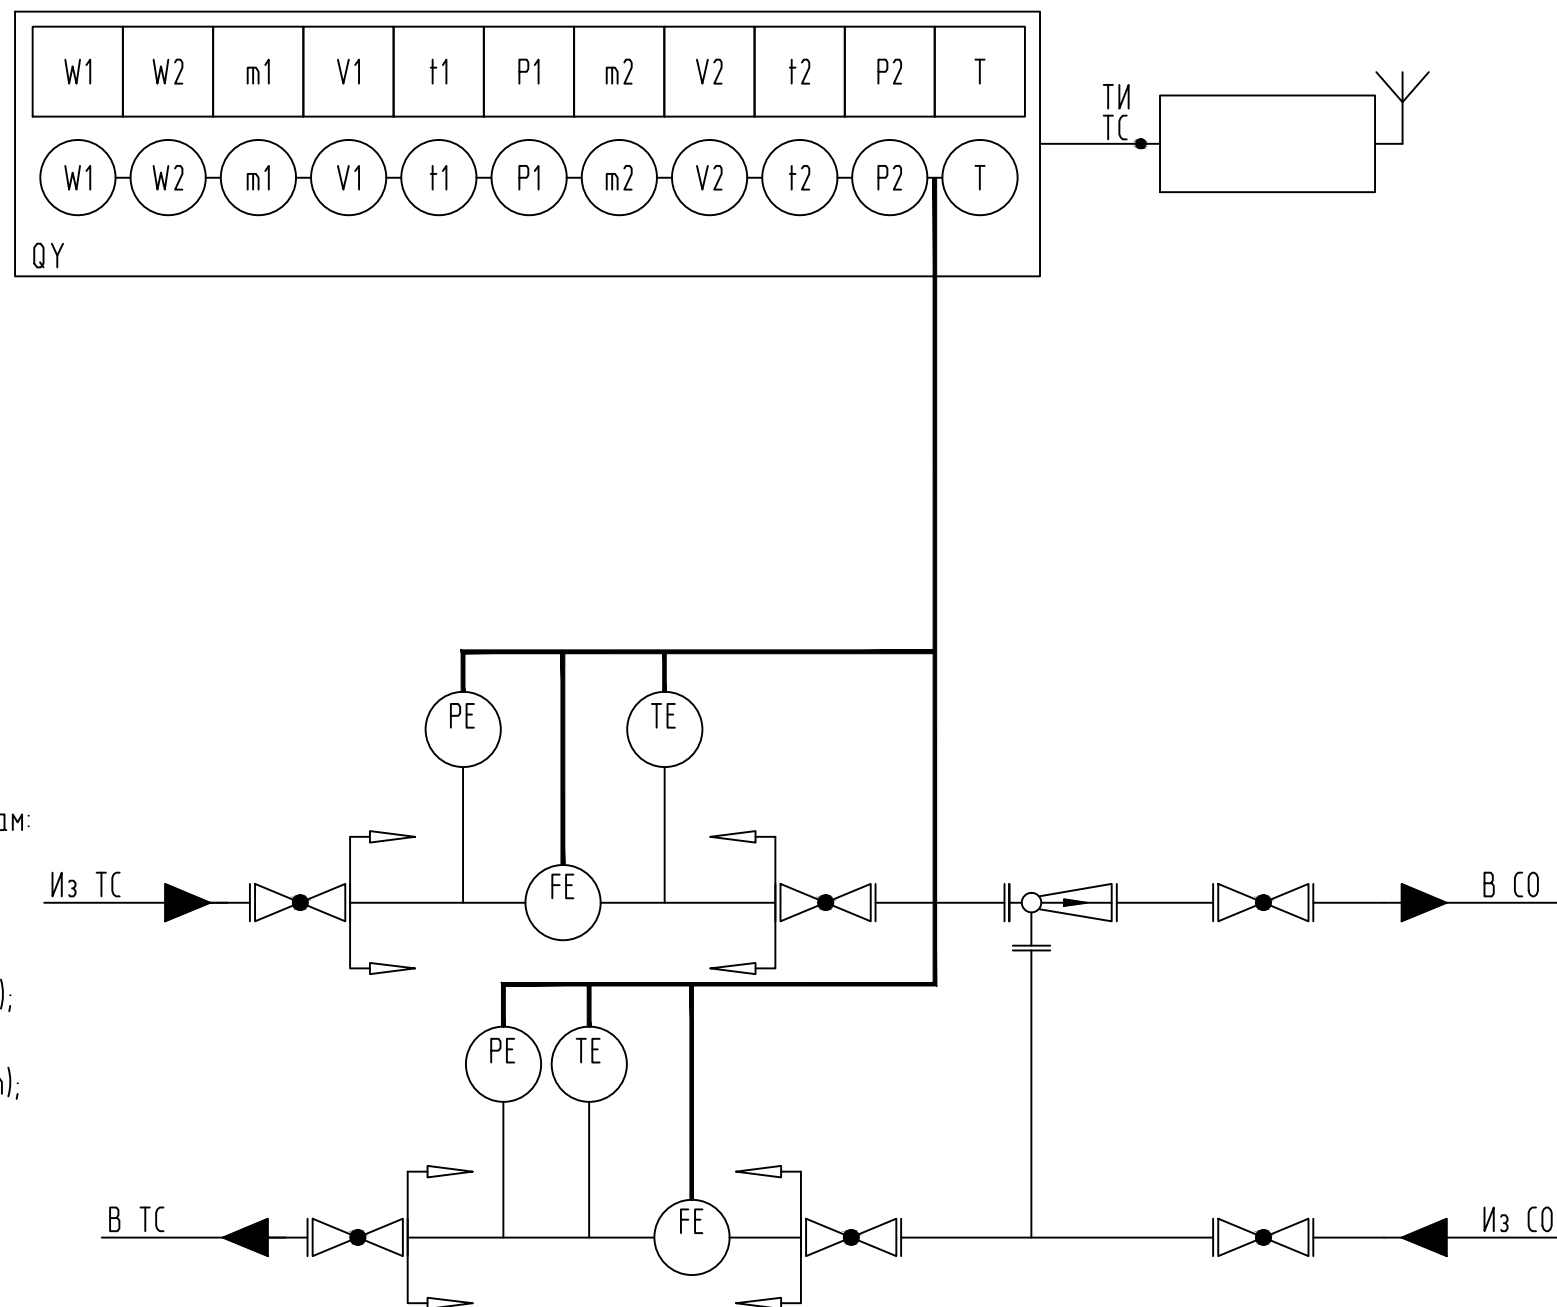 W1 W2 m1 V1 t1 P1 m2 V2 t2 P2 T
ТИ
ТС
W1 W2 m1 V1 t1 P1 m2 V2 t2 P2 T
QY
PE TE
Из ТС FE В СО
);
PE TE
);
В ТС FE Из СО